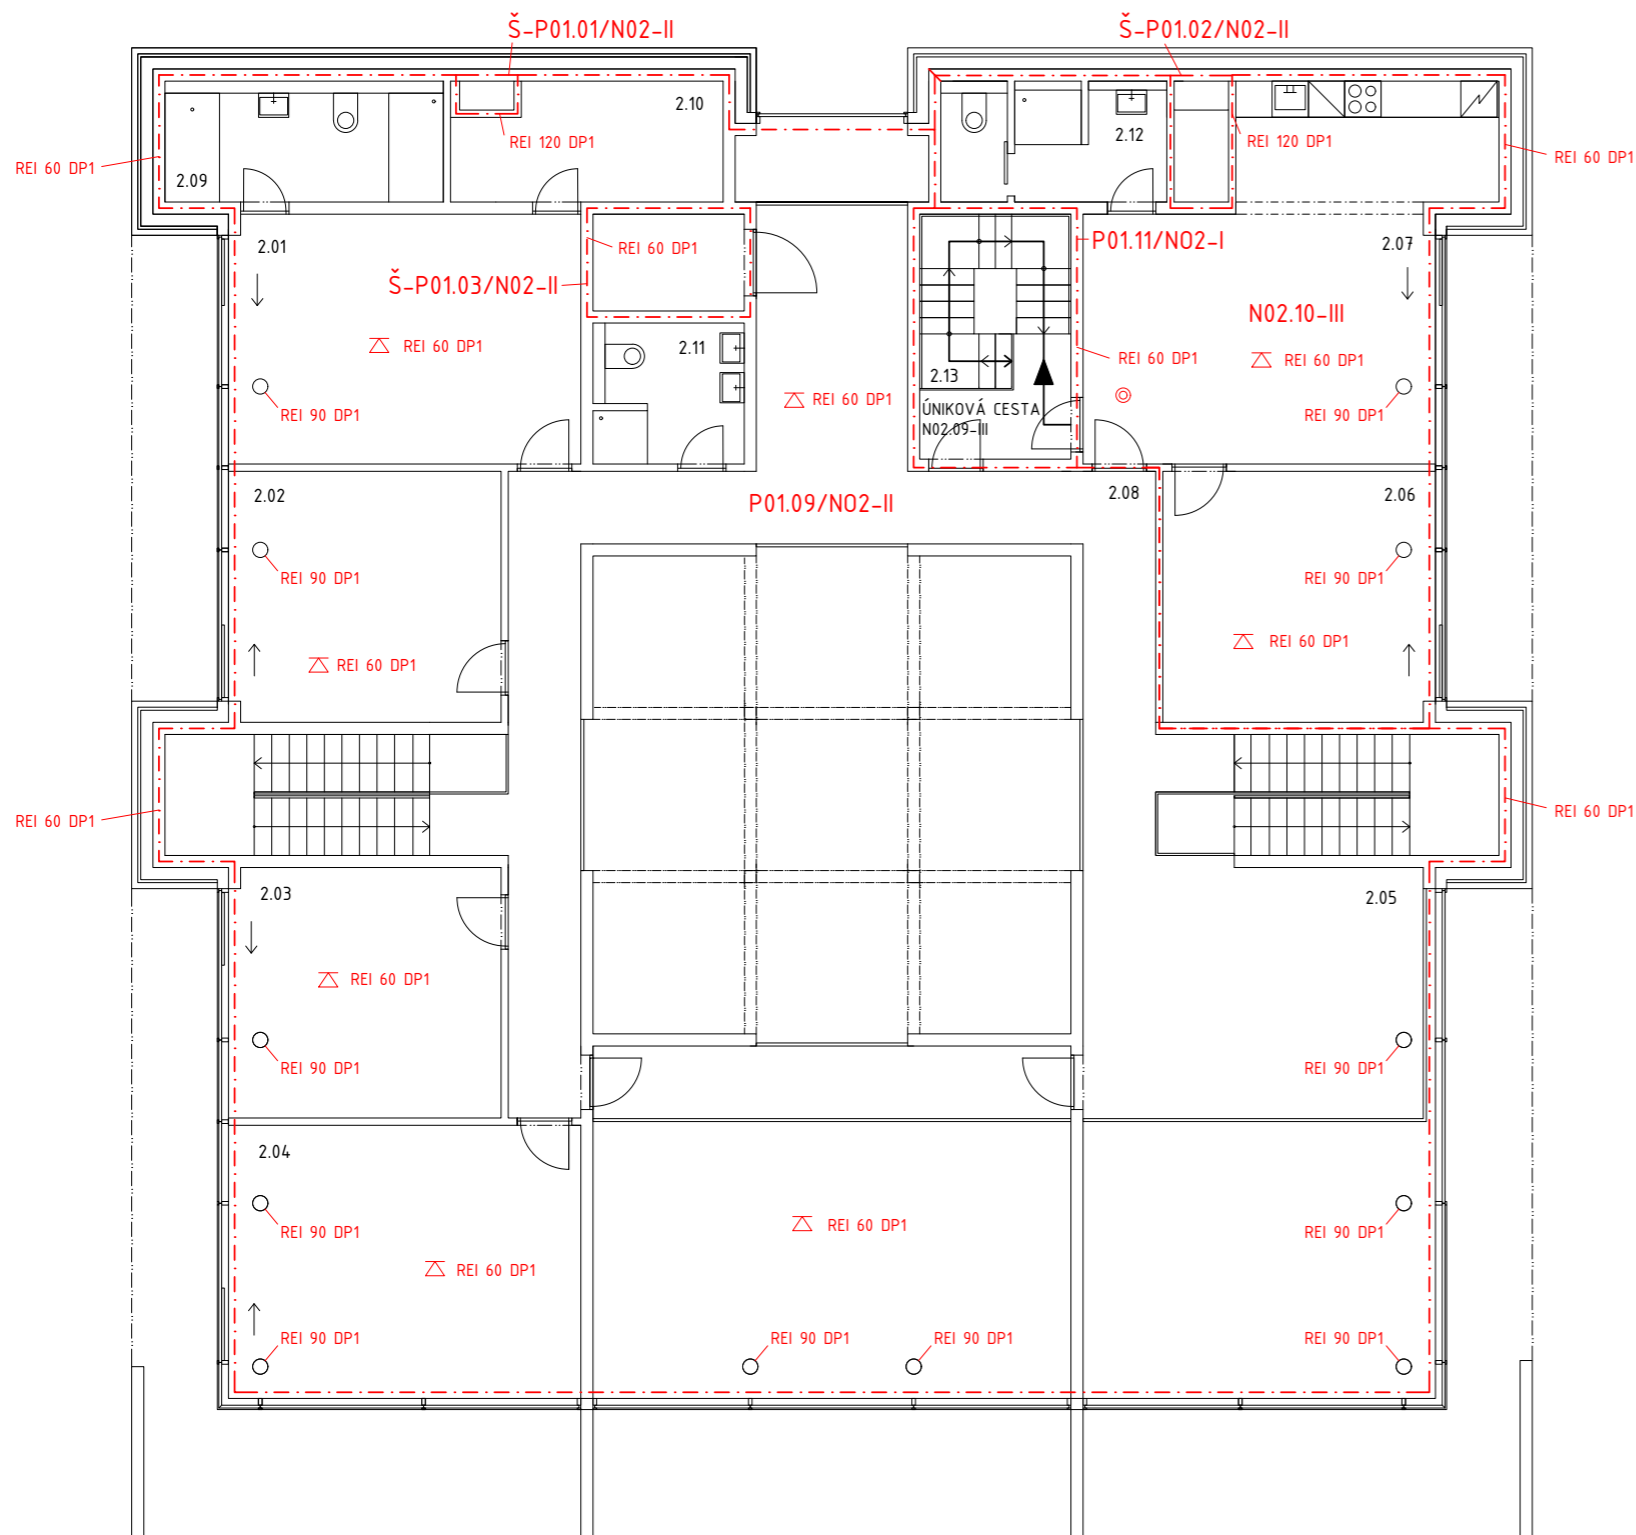 Š-P01.01/N02-II
Š-P01.02/N02-II
2.10
REI 120 DP1
2.12
REI 120 DP1
REI 60 DP1
REI 60 DP1
2.09
2.01
REI 60 DP1
P01.11/NO2-I
2.07
Š-P01.03/N02-II
N02.10-III
REI 60 DP1
2.11
REI 60 DP1
REI 60 DP1
2.13
REI 60 DP1
REI 90 DP1
ÚNIKOVÁ CESTA
N02.09-III
REI 90 DP1
2.02
P01.09/NO2-II
2.08
2.06
REI 90 DP1
REI 90 DP1
REI 60 DP1
REI 60 DP1
REI 60 DP1
REI 60 DP1
2.03
2.05
REI 60 DP1
REI 90 DP1
REI 90 DP1
2.04
REI 90 DP1
REI 60 DP1
REI 90 DP1
REI 60 DP1
REI 90 DP1
REI 90 DP1
REI 90 DP1
REI 90 DP1